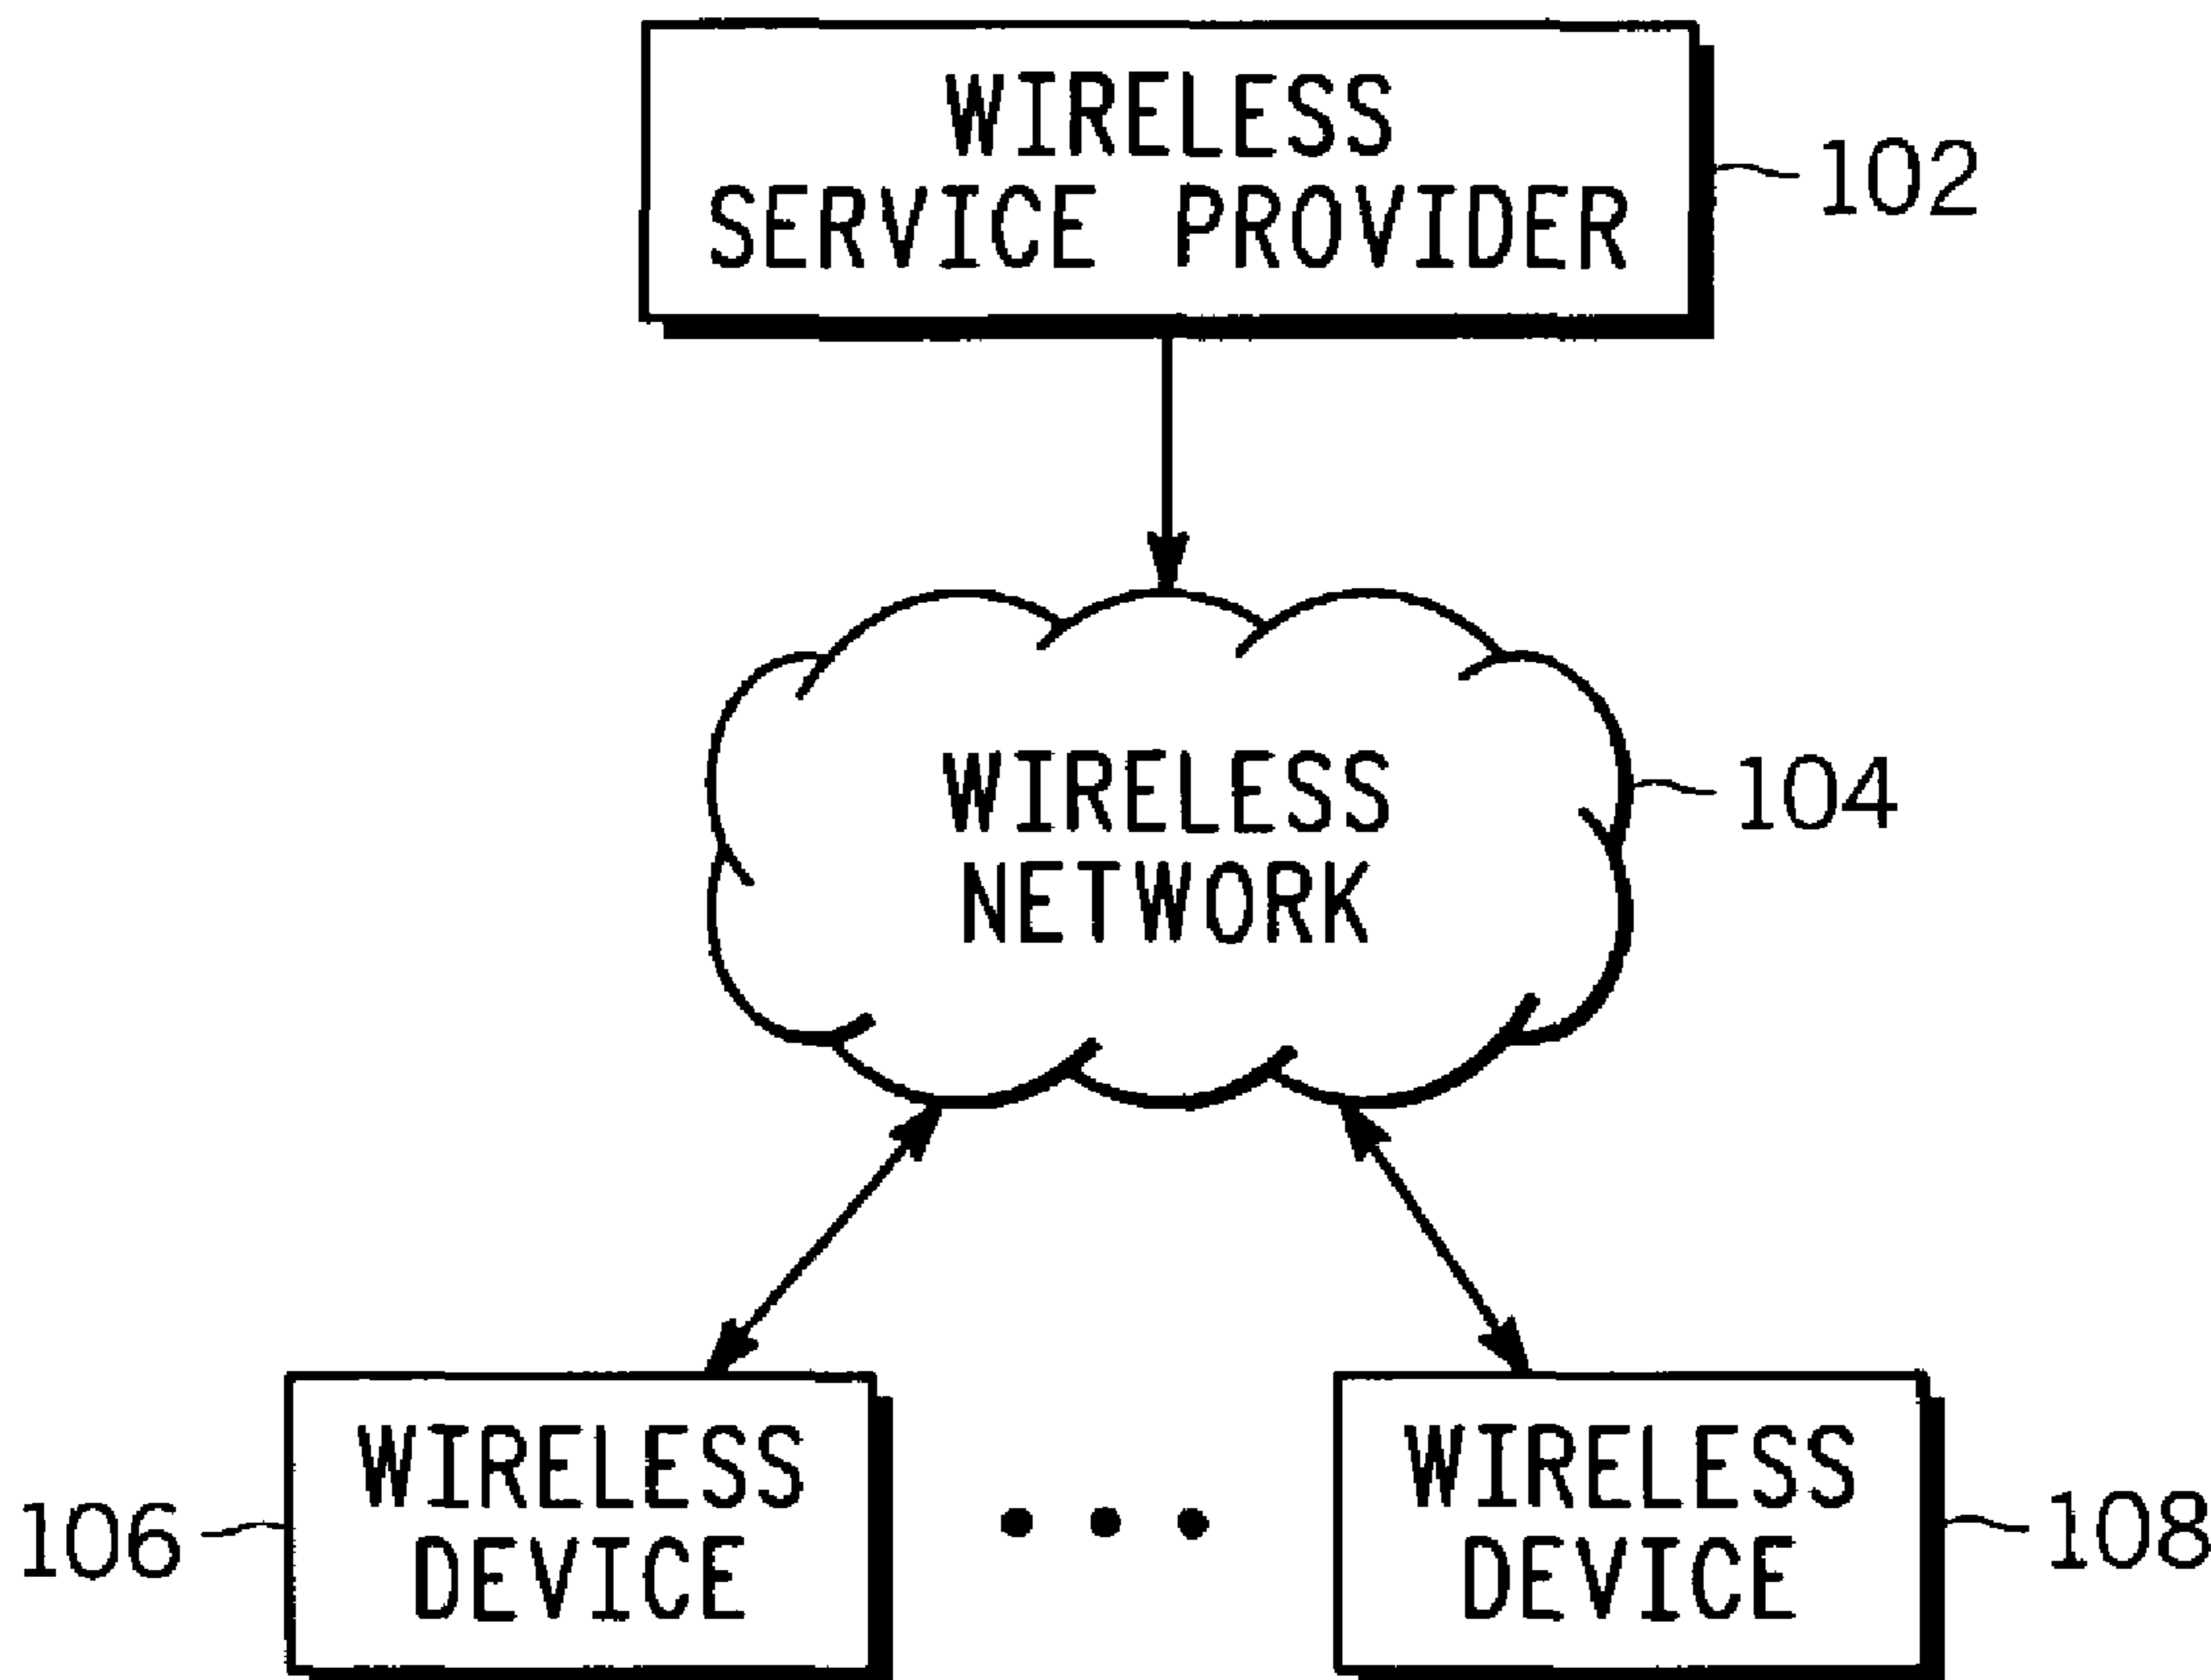 WIRELESS
SERVICE PROVIDER
102
WIRELESS
NETWORK
104
WIRELESS
DEVICE
106
WIRELESS
DEVICE
108